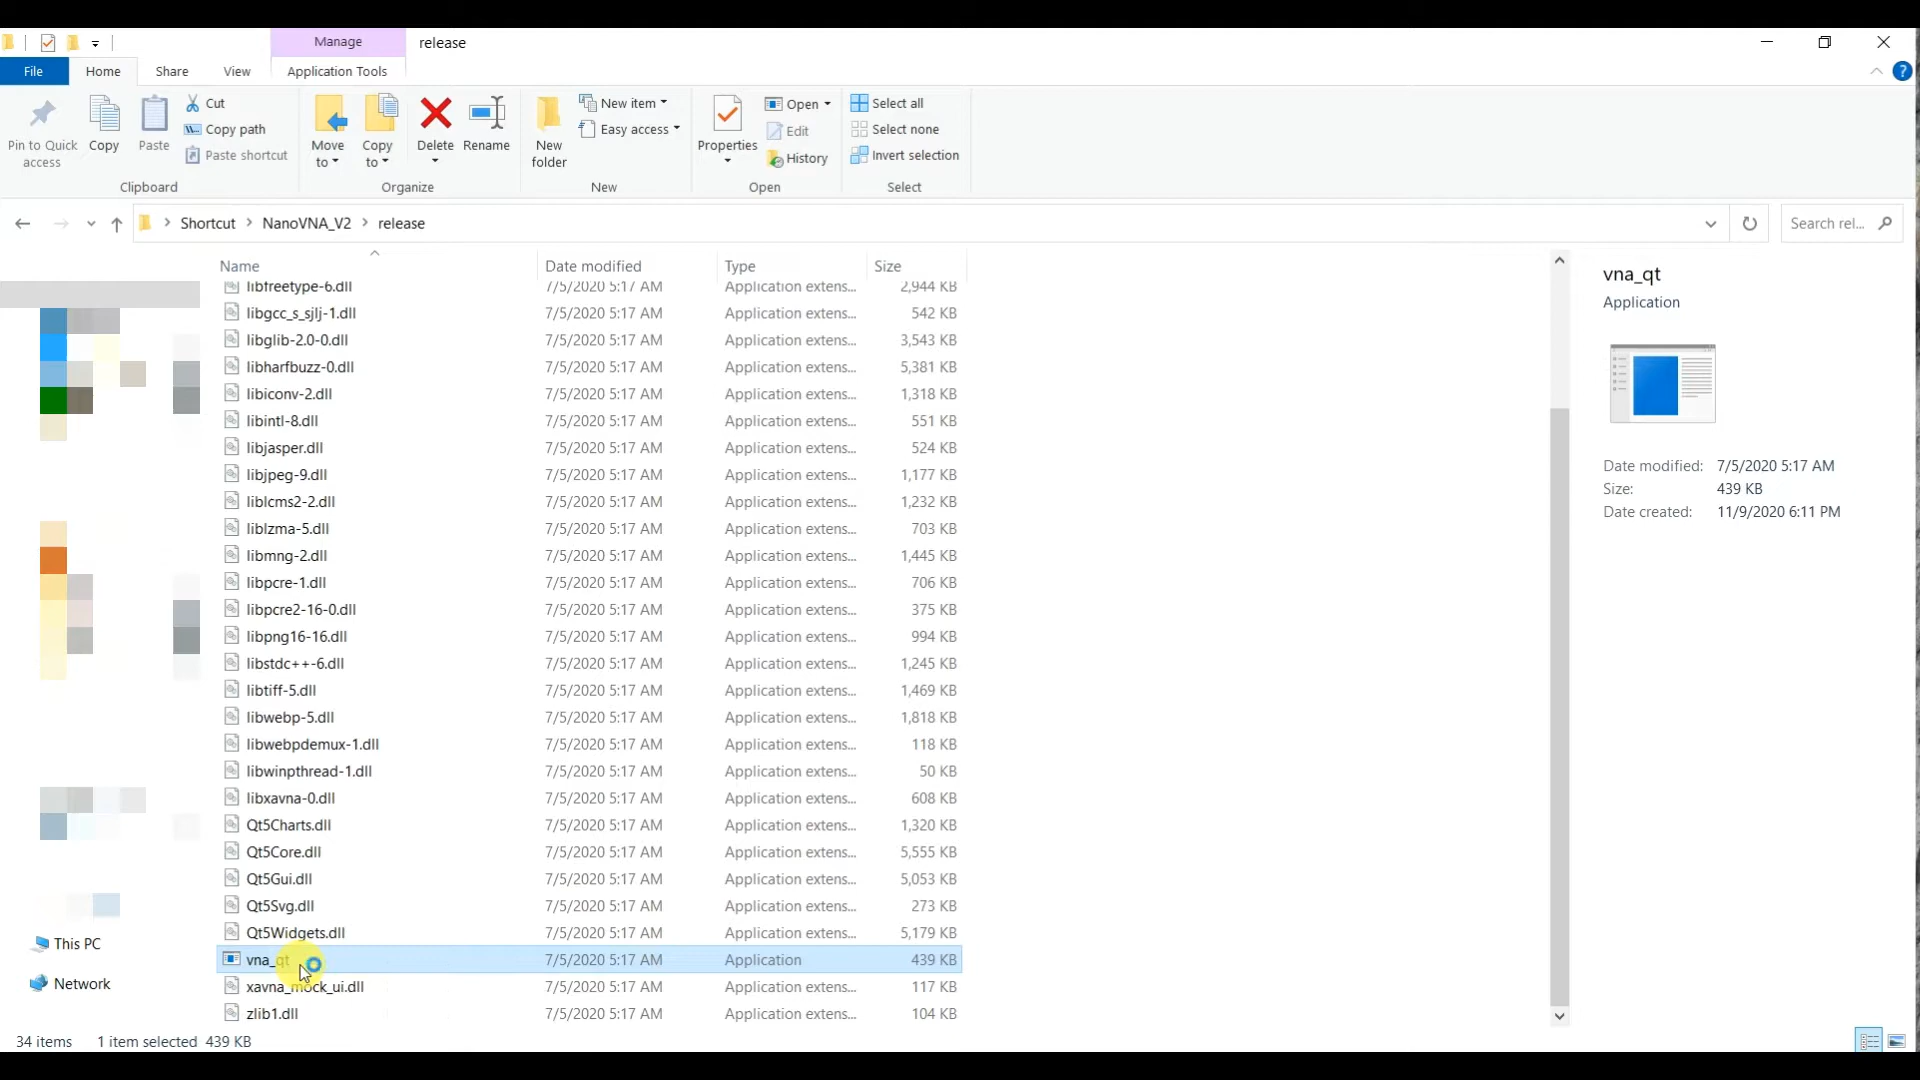 Manage
release
File
Home
Share
View
Application Tools
Pin to Quick access
Copy
Paste
Cut
Copy path
Paste shortcut
Clipboard
Move to
Copy to
Delete
Rename
Organize
New folder
New item
Easy access
New
Properties
Open
Edit
History
Open
Select all
Select none
Invert selection
Select
Shortcut > NanoVNA_V2 > release
Search rel...
Name Date modified Type Size
libfreetype-6.dll 7/5/2020 5:17 AM Application extens... 2,944 KB
libgcc_s_sjlj-1.dll 7/5/2020 5:17 AM Application extens... 542 KB
libglib-2.0-0.dll 7/5/2020 5:17 AM Application extens... 3,543 KB
libharfbuzz-0.dll 7/5/2020 5:17 AM Application extens... 5,381 KB
libiconv-2.dll 7/5/2020 5:17 AM Application extens... 1,318 KB
libintl-8.dll 7/5/2020 5:17 AM Application extens... 551 KB
libjasper.dll 7/5/2020 5:17 AM Application extens... 524 KB
libjpeg-9.dll 7/5/2020 5:17 AM Application extens... 1,177 KB
liblcms2-2.dll 7/5/2020 5:17 AM Application extens... 1,232 KB
liblzma-5.dll 7/5/2020 5:17 AM Application extens... 703 KB
libmng-2.dll 7/5/2020 5:17 AM Application extens... 1,445 KB
libpcre-1.dll 7/5/2020 5:17 AM Application extens... 706 KB
libpcre2-16-0.dll 7/5/2020 5:17 AM Application extens... 375 KB
libpng16-16.dll 7/5/2020 5:17 AM Application extens... 994 KB
libstdc++-6.dll 7/5/2020 5:17 AM Application extens... 1,245 KB
libtiff-5.dll 7/5/2020 5:17 AM Application extens... 1,469 KB
libwebp-5.dll 7/5/2020 5:17 AM Application extens... 1,818 KB
libwebpdemux-1.dll 7/5/2020 5:17 AM Application extens... 118 KB
libwinpthread-1.dll 7/5/2020 5:17 AM Application extens... 50 KB
libxavna-0.dll 7/5/2020 5:17 AM Application extens... 608 KB
Qt5Charts.dll 7/5/2020 5:17 AM Application extens... 1,320 KB
Qt5Core.dll 7/5/2020 5:17 AM Application extens... 5,555 KB
Qt5Gui.dll 7/5/2020 5:17 AM Application extens... 5,053 KB
Qt5Svg.dll 7/5/2020 5:17 AM Application extens... 273 KB
Qt5Widgets.dll 7/5/2020 5:17 AM Application extens... 5,179 KB
vna_qt 7/5/2020 5:17 AM Application 439 KB
xavna_mock_ui.dll 7/5/2020 5:17 AM Application extens... 117 KB
zlib1.dll 7/5/2020 5:17 AM Application extens... 104 KB
This PC
Network
vna_qt
Application
Date modified: 7/5/2020 5:17 AM
Size: 439 KB
Date created: 11/9/2020 6:11 PM
34 items 1 item selected 439 KB